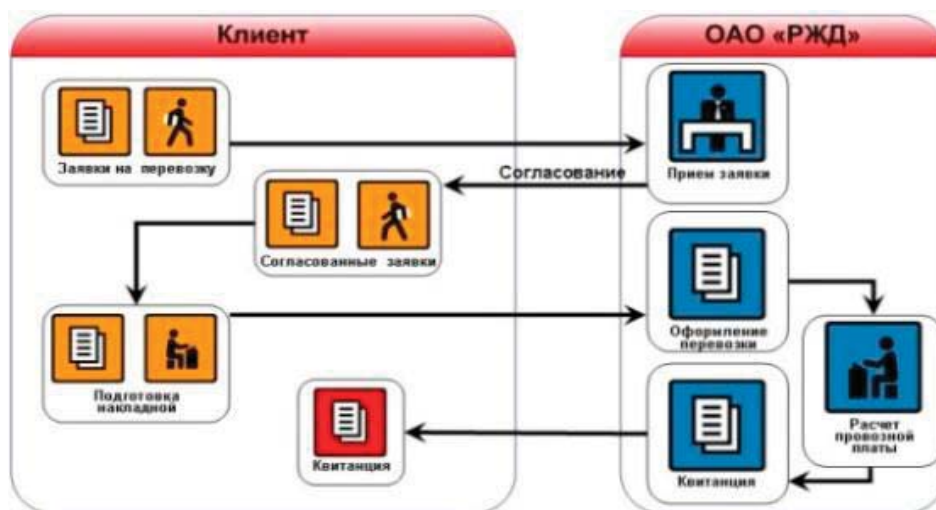 Клиент
ОАО «РЖД»
Заявки на перевозку
Прием заявки
Согласование
Согласованные заявки
Оформление
перевозки
Подготовка
накладной
Расчет
провозной
платы
Квитанция
Квитанция